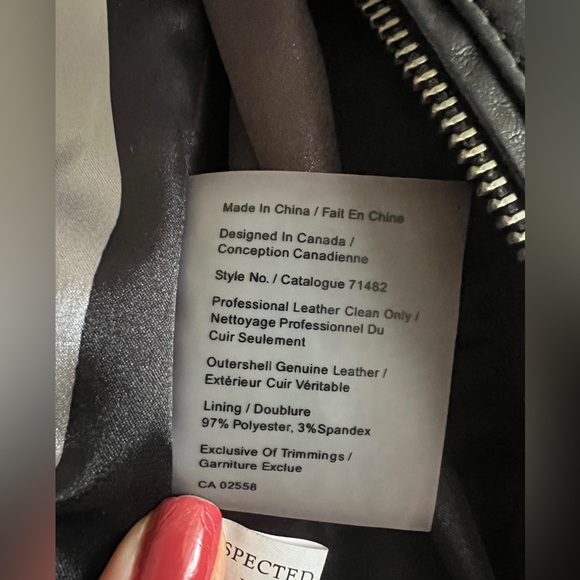 Made In China / Fait En Chine
Designed In Canada /
Conception Canadienne
Style No. / Catalogue 71482
Professional Leather Clean Only /
Nettoyage Professionnel Du
Cuir Seulement
Outershell Genuine Leather /
Extérieur Cuir Véritable
Lining / Doublure
97% Polyester, 3%Spandex
Exclusive Of Trimmings /
Garniture Exclue
CA 02558
SPECTED